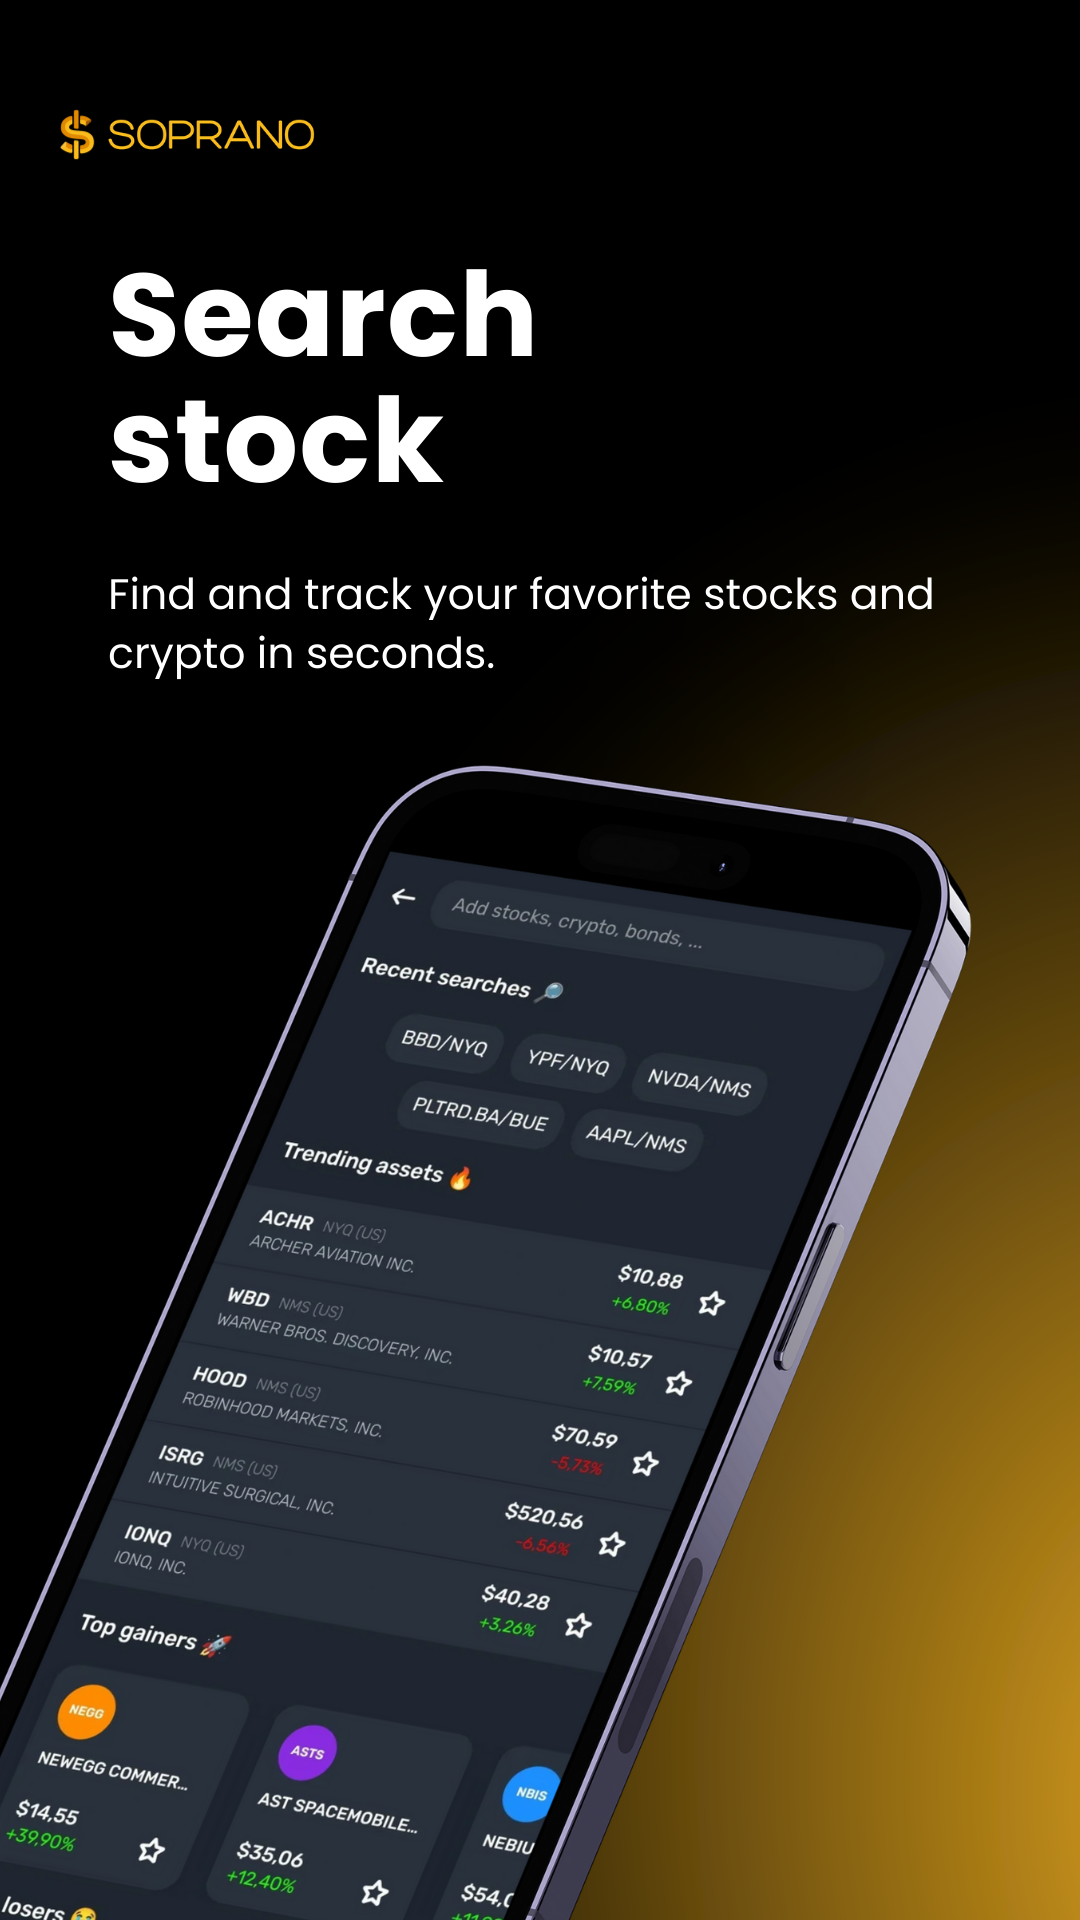 SOPRANO
Search
stock
Find and track your favorite stocks and
crypto in seconds.
Add stocks, crypto, bonds, ...
Recent searches 🔎
BBD/NYQ YPF/NYQ NVDA/NMS
PLTRD.BA/BUE AAPL/NMS
Trending assets 🔥
ACHR NYQ (US)
ARCHER AVIATION INC.
$10,88
+6,80%
WBD NMS (US)
WARNER BROS. DISCOVERY, INC.
$10,57
+7,59%
HOOD NMS (US)
ROBINHOOD MARKETS, INC.
$70,59
-5,73%
ISRG NMS (US)
INTUITIVE SURGICAL, INC.
$520,56
-6,56%
IONQ NYQ (US)
IONQ, INC.
$40,28
+3,26%
Top gainers 🚀
NEGG
NEWEGG COMMER...
$14,55
+39,90%
ASTS
AST SPACEMOBILE...
$35,06
+12,40%
NBIS
NEBIU
$54,0
losers 😭